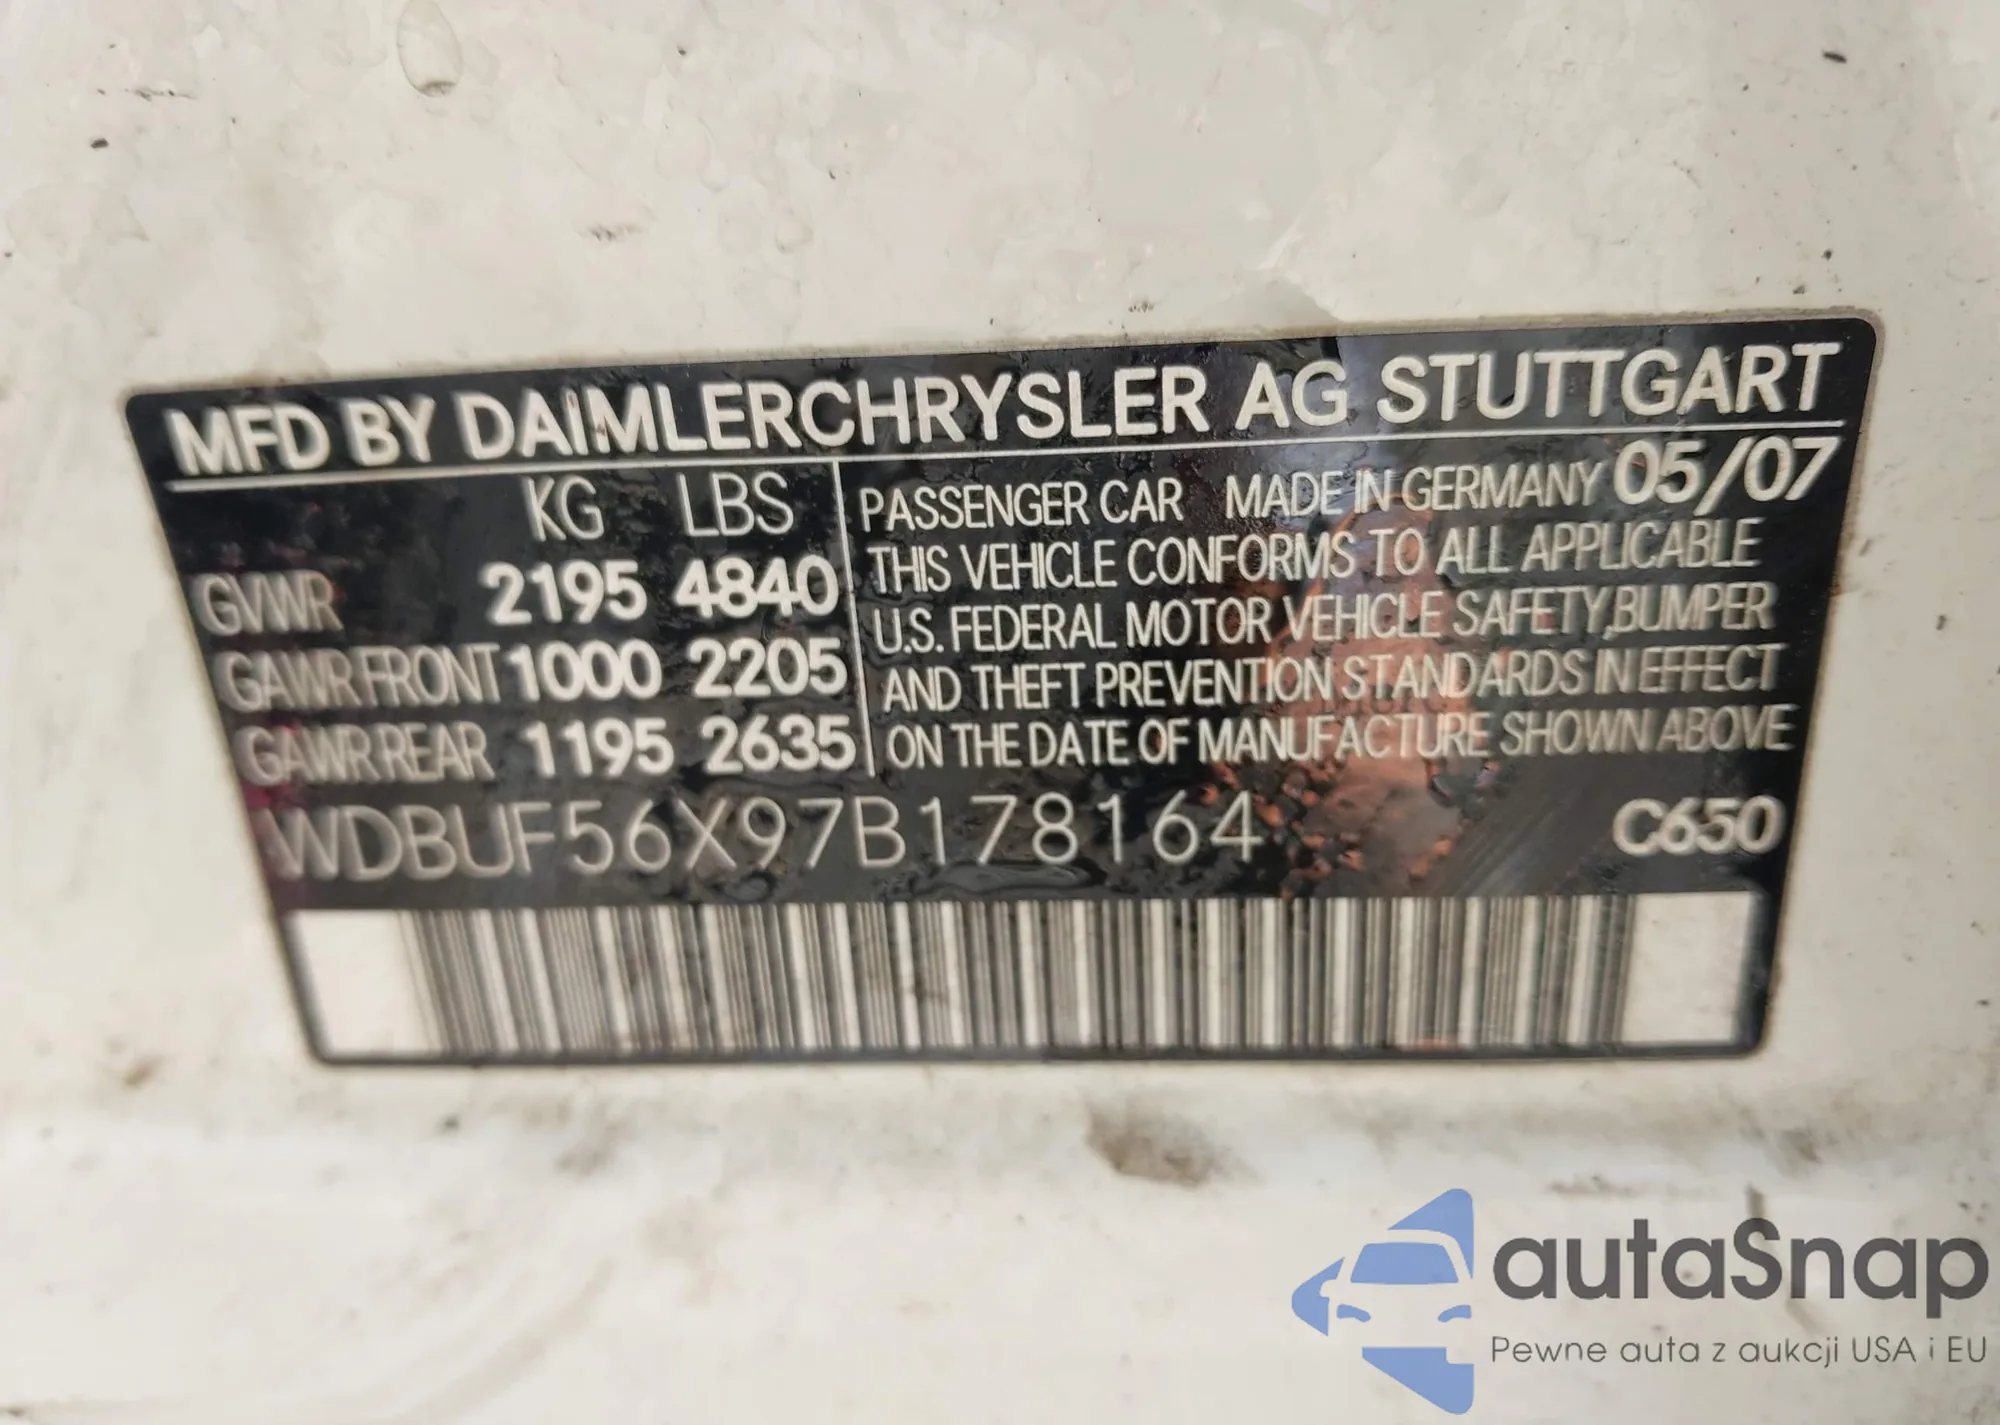 MFD BY DAIMLERCHRYSLER AG STUTTGART
KG LBS
GVWR 2195 4840
GAWR FRONT 1000 2205
GAWR REAR 1195 2635
PASSENGER CAR MADE IN GERMANY 05/07
THIS VEHICLE CONFORMS TO ALL APPLICABLE
U.S. FEDERAL MOTOR VEHICLE SAFETY,BUMPER
AND THEFT PREVENTION STANDARDS IN EFFECT
ON THE DATE OF MANUFACTURE SHOWN ABOVE
WDBUF56X97B178164 C650
autaSnap
Pewne auta z aukcji USA i EU